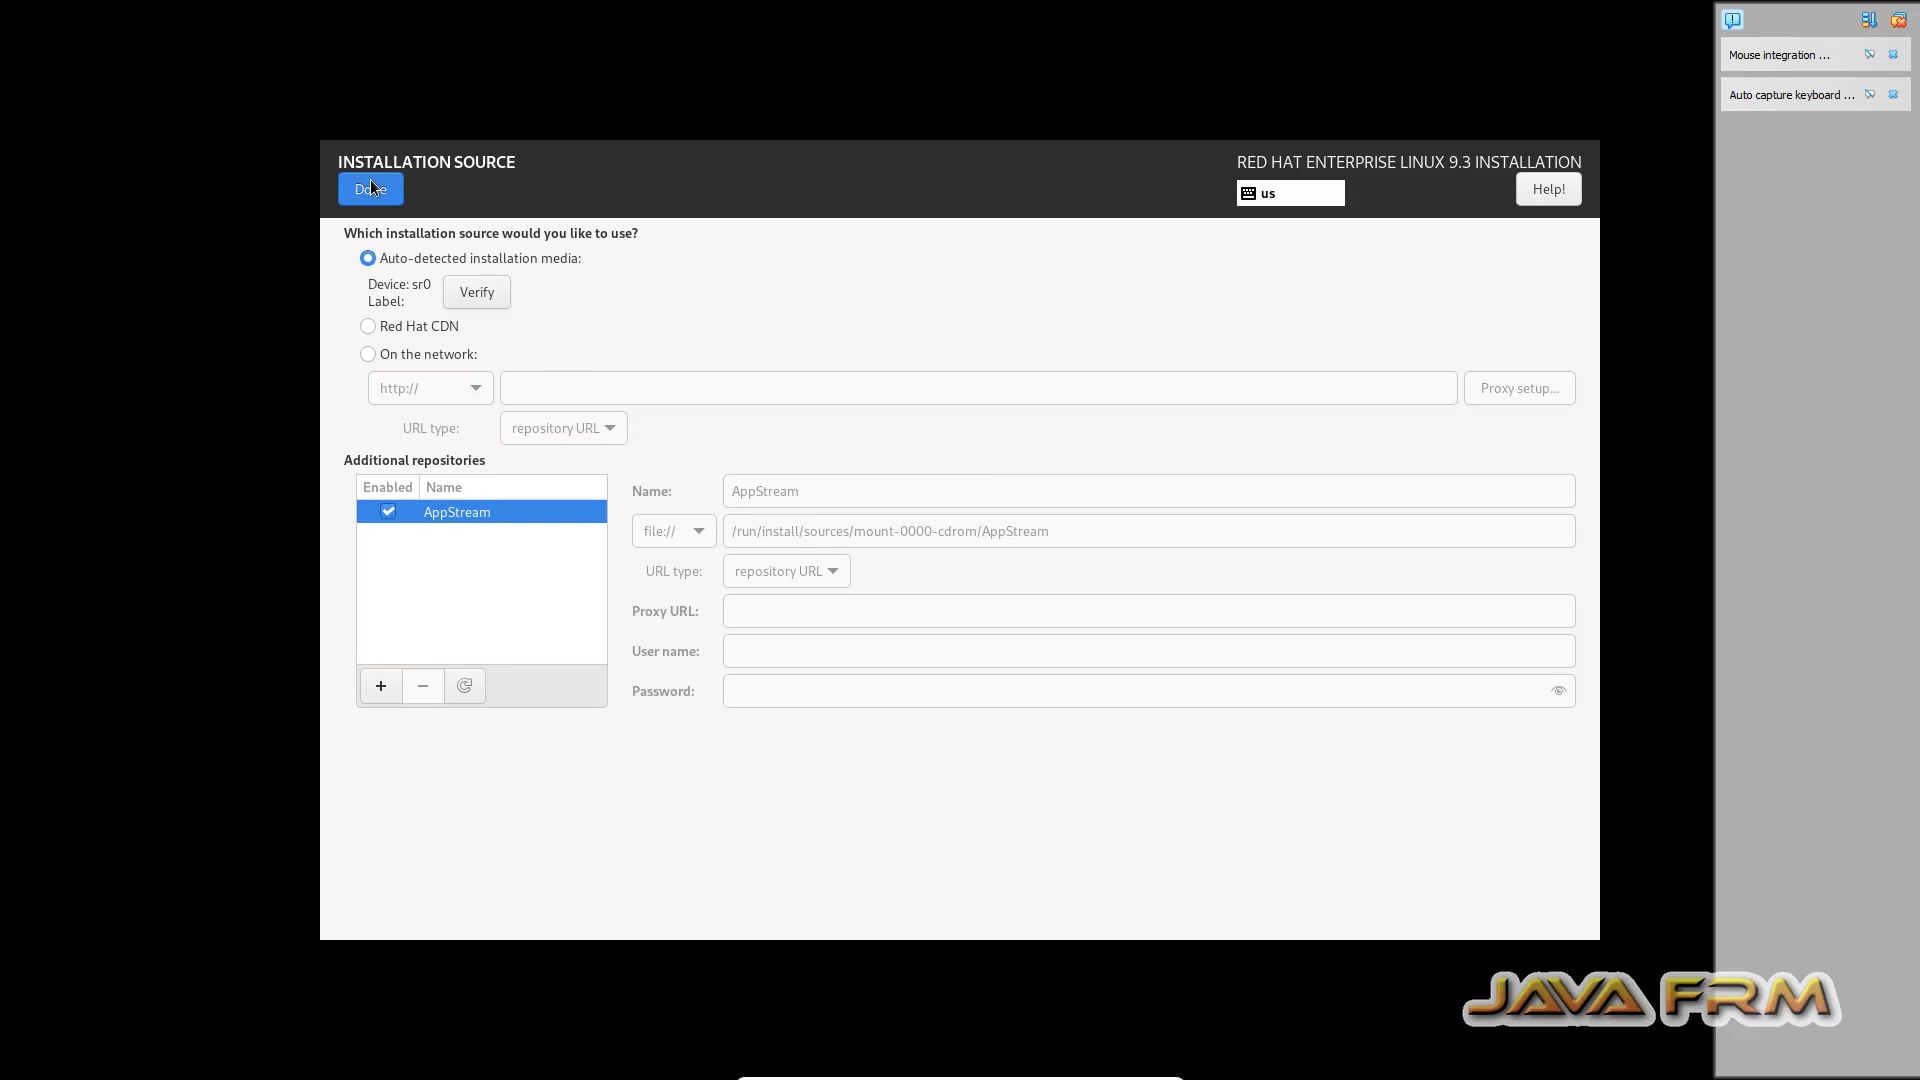 INSTALLATION SOURCE
Done
RED HAT ENTERPRISE LINUX 9.3 INSTALLATION
us
Help!
Which installation source would you like to use?
Auto-detected installation media:
Device: sr0
Label:
Verify
Red Hat CDN
On the network:
http://
Proxy setup...
URL type:
repository URL
Additional repositories
Enabled
Name
AppStream
Name:
AppStream
file://
/run/install/sources/mount-0000-cdrom/AppStream
URL type:
repository URL
Proxy URL:
User name:
Password:
Mouse integration ...
Auto capture keyboard ...
JAVA FRM